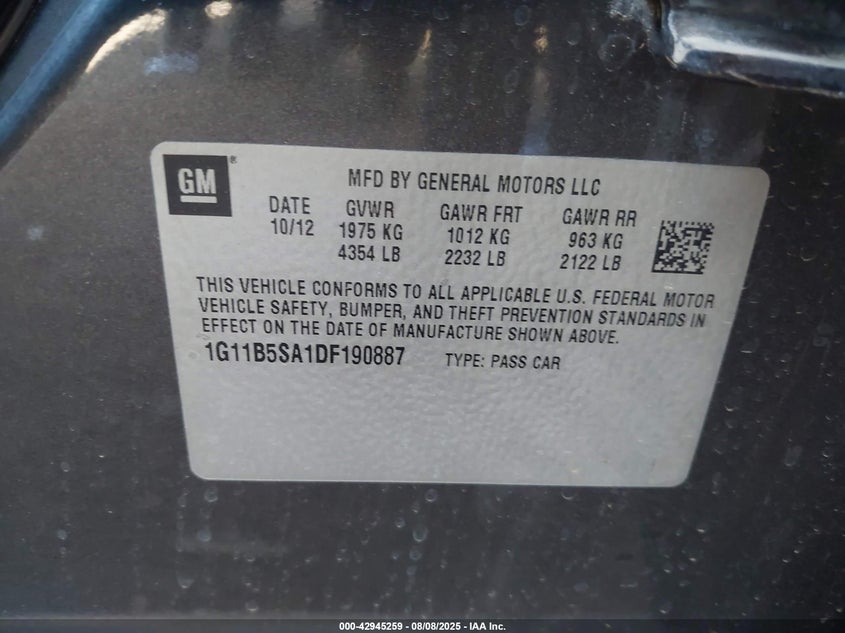 GM®
MFD BY GENERAL MOTORS LLC
DATE GVWR GAWR FRT GAWR RR
10/12 1975 KG 1012 KG 963 KG
4354 LB 2232 LB 2122 LB
THIS VEHICLE CONFORMS TO ALL APPLICABLE U.S. FEDERAL MOTOR
VEHICLE SAFETY, BUMPER, AND THEFT PREVENTION STANDARDS IN
EFFECT ON THE DATE OF MANUFACTURE SHOWN ABOVE.
1G11B5SA1DF190887 TYPE: PASS CAR
000-42945259 - 08/08/2025 - IAA Inc.